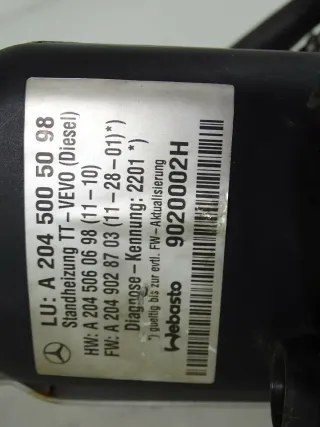 LU: A 204 500 50 98
Standheizung TT-VEVO (Diesel)
HW: A 204 506 06 98 (11-10)
FW: A 204 902 87 03 (11-28-01)*)
Diagnose-Kennung: 2201 *)
*) gueltig bis zur evtl. FW-Aktualisierung
9020002H
Webasto